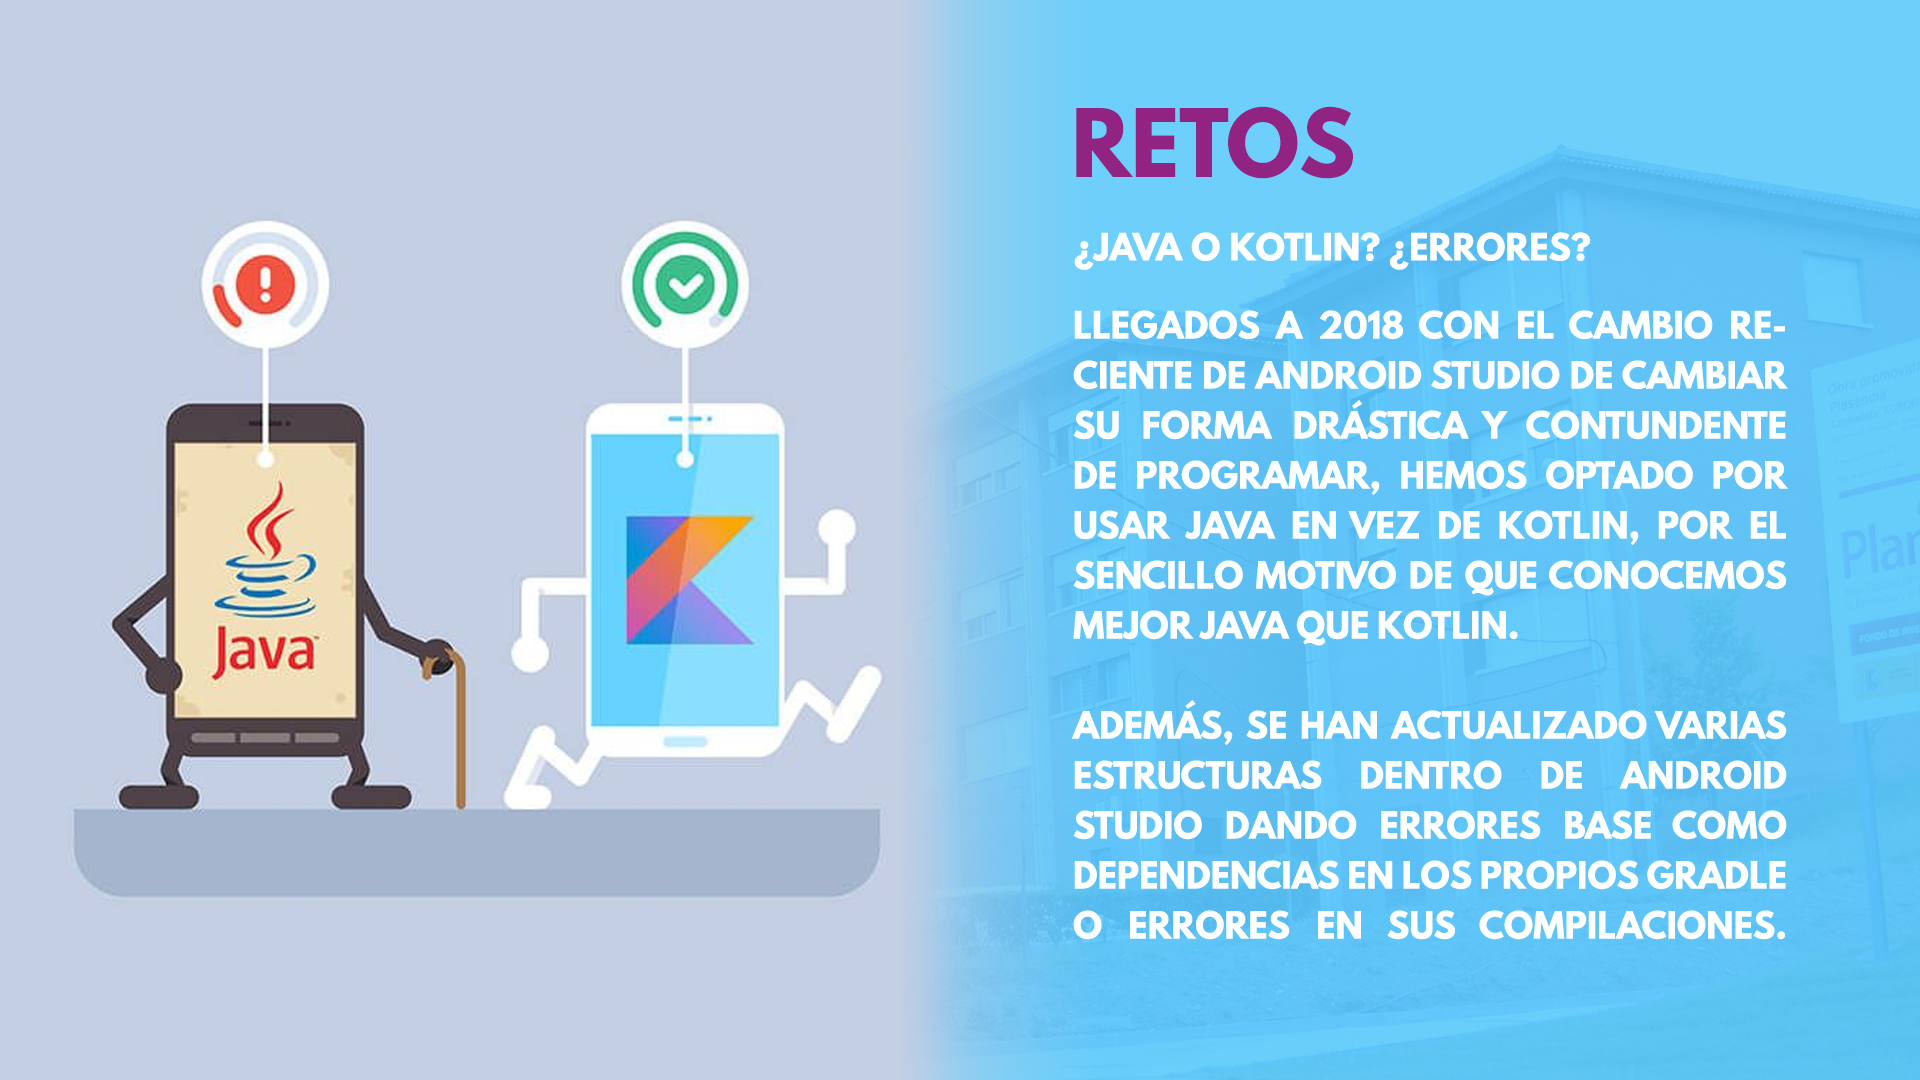 RETOS
¿JAVA O KOTLIN? ¿ERRORES?
LLEGADOS A 2018 CON EL CAMBIO RE-
CIENTE DE ANDROID STUDIO DE CAMBIAR
SU FORMA DRÁSTICA Y CONTUNDENTE
DE PROGRAMAR, HEMOS OPTADO POR
USAR JAVA EN VEZ DE KOTLIN, POR EL
SENCILLO MOTIVO DE QUE CONOCEMOS
MEJOR JAVA QUE KOTLIN.
ADEMÁS, SE HAN ACTUALIZADO VARIAS
ESTRUCTURAS DENTRO DE ANDROID
STUDIO DANDO ERRORES BASE COMO
DEPENDENCIAS EN LOS PROPIOS GRADLE
O ERRORES EN SUS COMPILACIONES.
Java
Obra promovida
Plasencia